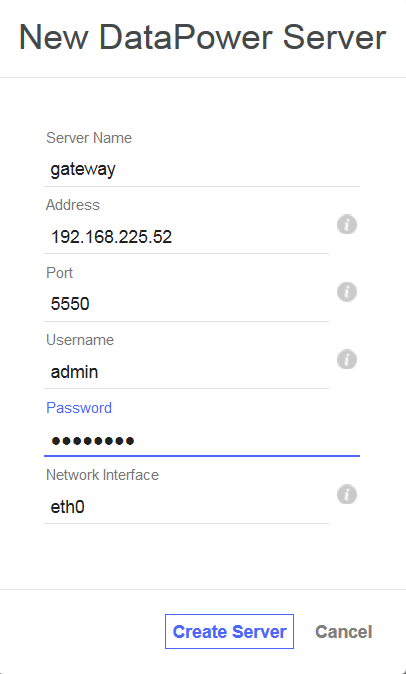 New DataPower Server
Server Name
gateway
Address
192.168.225.52
Port
5550
Username
admin
Password
●●●●●●●●
Network Interface
eth0
Create Server Cancel